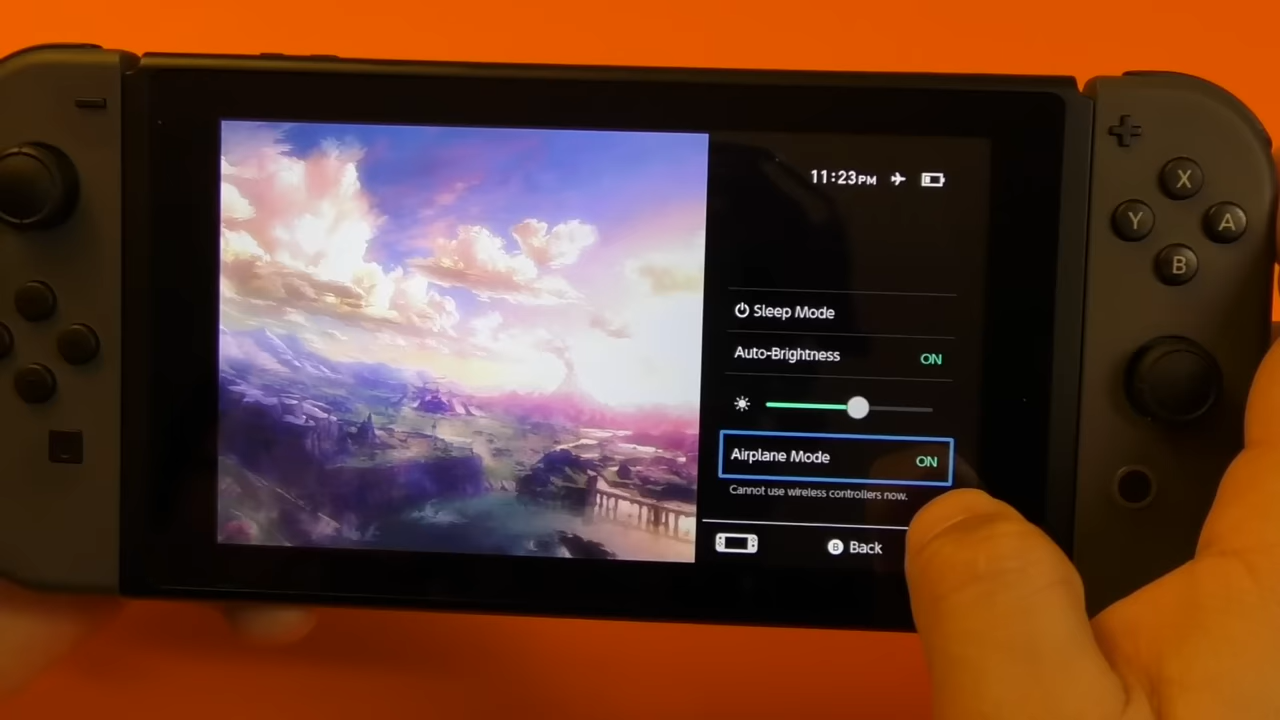 11:23PM
Sleep Mode
Auto-Brightness ON
Airplane Mode ON
Cannot use wireless controllers now.
B Back
X
Y A
B